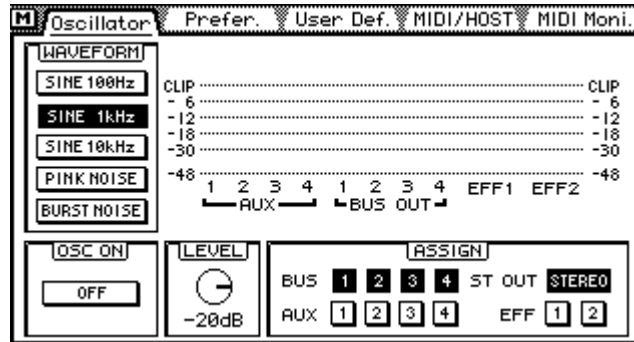 M Oscillator Prefer. User Def. MIDI/HOST MIDI Moni.
WAVEFORM
SINE 100Hz
SINE 1kHz
SINE 10kHz
PINK NOISE
BURST NOISE
CLIP CLIP
- 6 - 6
-12 -12
-18 -18
-30 -30
-48 -48
1 2 3 4 1 2 3 4 EFF1 EFF2
AUX BUS OUT
OSC ON
OFF
LEVEL
-20dB
ASSIGN
BUS 1 2 3 4 ST OUT STEREO
AUX 1 2 3 4 EFF 1 2